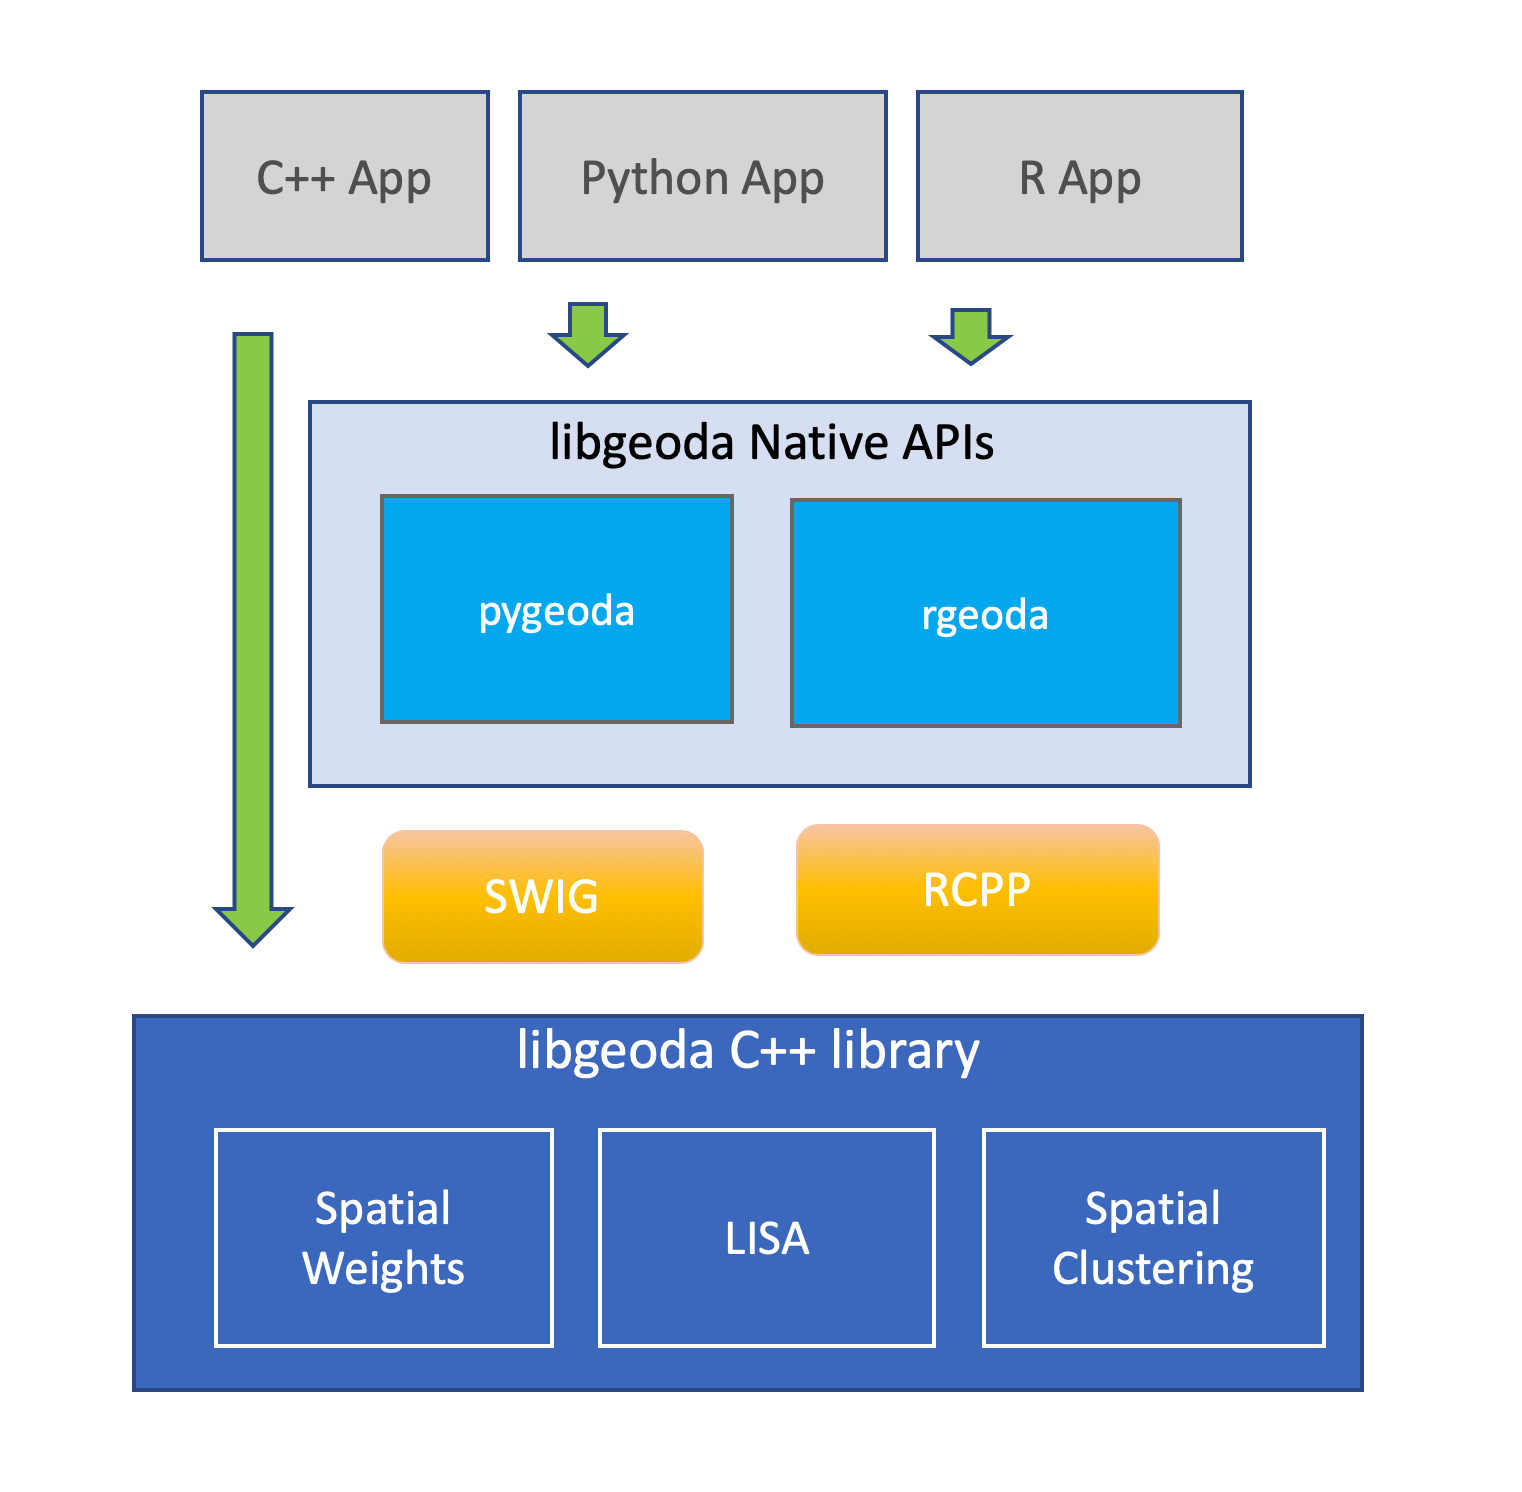 C++ App
Python App
R App
libgeoda Native APIs
pygeoda
rgeoda
SWIG
RCPP
libgeoda C++ library
Spatial
Weights
LISA
Spatial
Clustering